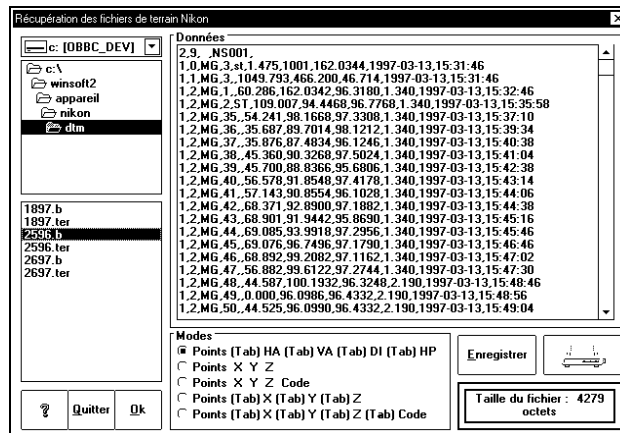 Récupération des fichiers de terrain Nikon
c: [OBBC_DEV]
c:\
winsoft2
appareil
nikon
dtm
1897.b
1897.ter
2596.b
2596.ter
2697.b
2697.ter
?
Quitter
Ok
Données
2,9, ,NS001,
1,0,MG,3,st,1.475,1001,162.0344,1997-03-13,15:31:46
1,1,MG,3,,1049.793,466.200,46.714,1997-03-13,15:31:46
1,2,MG,1,,60.286,162.0342,96.3180,1.340,1997-03-13,15:32:46
1,2,MG,2,ST,109.007,94.4468,96.7768,1.340,1997-03-13,15:35:58
1,2,MG,35,,54.241,98.1668,97.3308,1.340,1997-03-13,15:37:10
1,2,MG,36,,35.687,89.7014,98.1212,1.340,1997-03-13,15:39:34
1,2,MG,37,,35.876,87.4834,96.1246,1.340,1997-03-13,15:40:38
1,2,MG,38,,45.360,90.3268,97.5024,1.340,1997-03-13,15:41:04
1,2,MG,39,,45.700,88.8366,95.6806,1.340,1997-03-13,15:42:38
1,2,MG,40,,56.578,91.8548,97.4178,1.340,1997-03-13,15:43:14
1,2,MG,41,,57.143,90.8554,96.1028,1.340,1997-03-13,15:44:06
1,2,MG,42,,68.371,92.8900,97.1882,1.340,1997-03-13,15:44:38
1,2,MG,43,,68.901,91.9442,95.8690,1.340,1997-03-13,15:45:16
1,2,MG,44,,69.085,93.9918,97.2956,1.340,1997-03-13,15:45:46
1,2,MG,45,,69.076,96.7496,97.1790,1.340,1997-03-13,15:46:46
1,2,MG,46,,68.892,99.2082,97.1162,1.340,1997-03-13,15:47:02
1,2,MG,47,,56.882,99.6122,97.2744,1.340,1997-03-13,15:47:30
1,2,MG,48,,44.587,100.1932,96.3248,2.190,1997-03-13,15:48:46
1,2,MG,49,,0.000,96.0986,96.4332,2.190,1997-03-13,15:48:56
1,2,MG,50,,44.525,96.0990,96.4332,2.190,1997-03-13,15:49:04
Modes
Points (Tab) HA (Tab) VA (Tab) DI (Tab) HP
Points X Y Z
Points X Y Z Code
Points (Tab) X (Tab) Y (Tab) Z
Points (Tab) X (Tab) Y (Tab) Z (Tab) Code
Enregistrer
Taille du fichier : 4279
octets